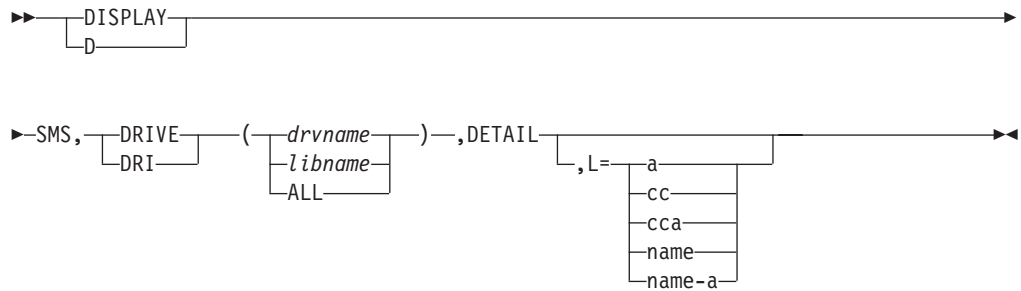 DISPLAY
D
SMS, DRIVE ( drvname ) ,DETAIL
DRI libname ,L= a
ALL cc
cca
name
name-a